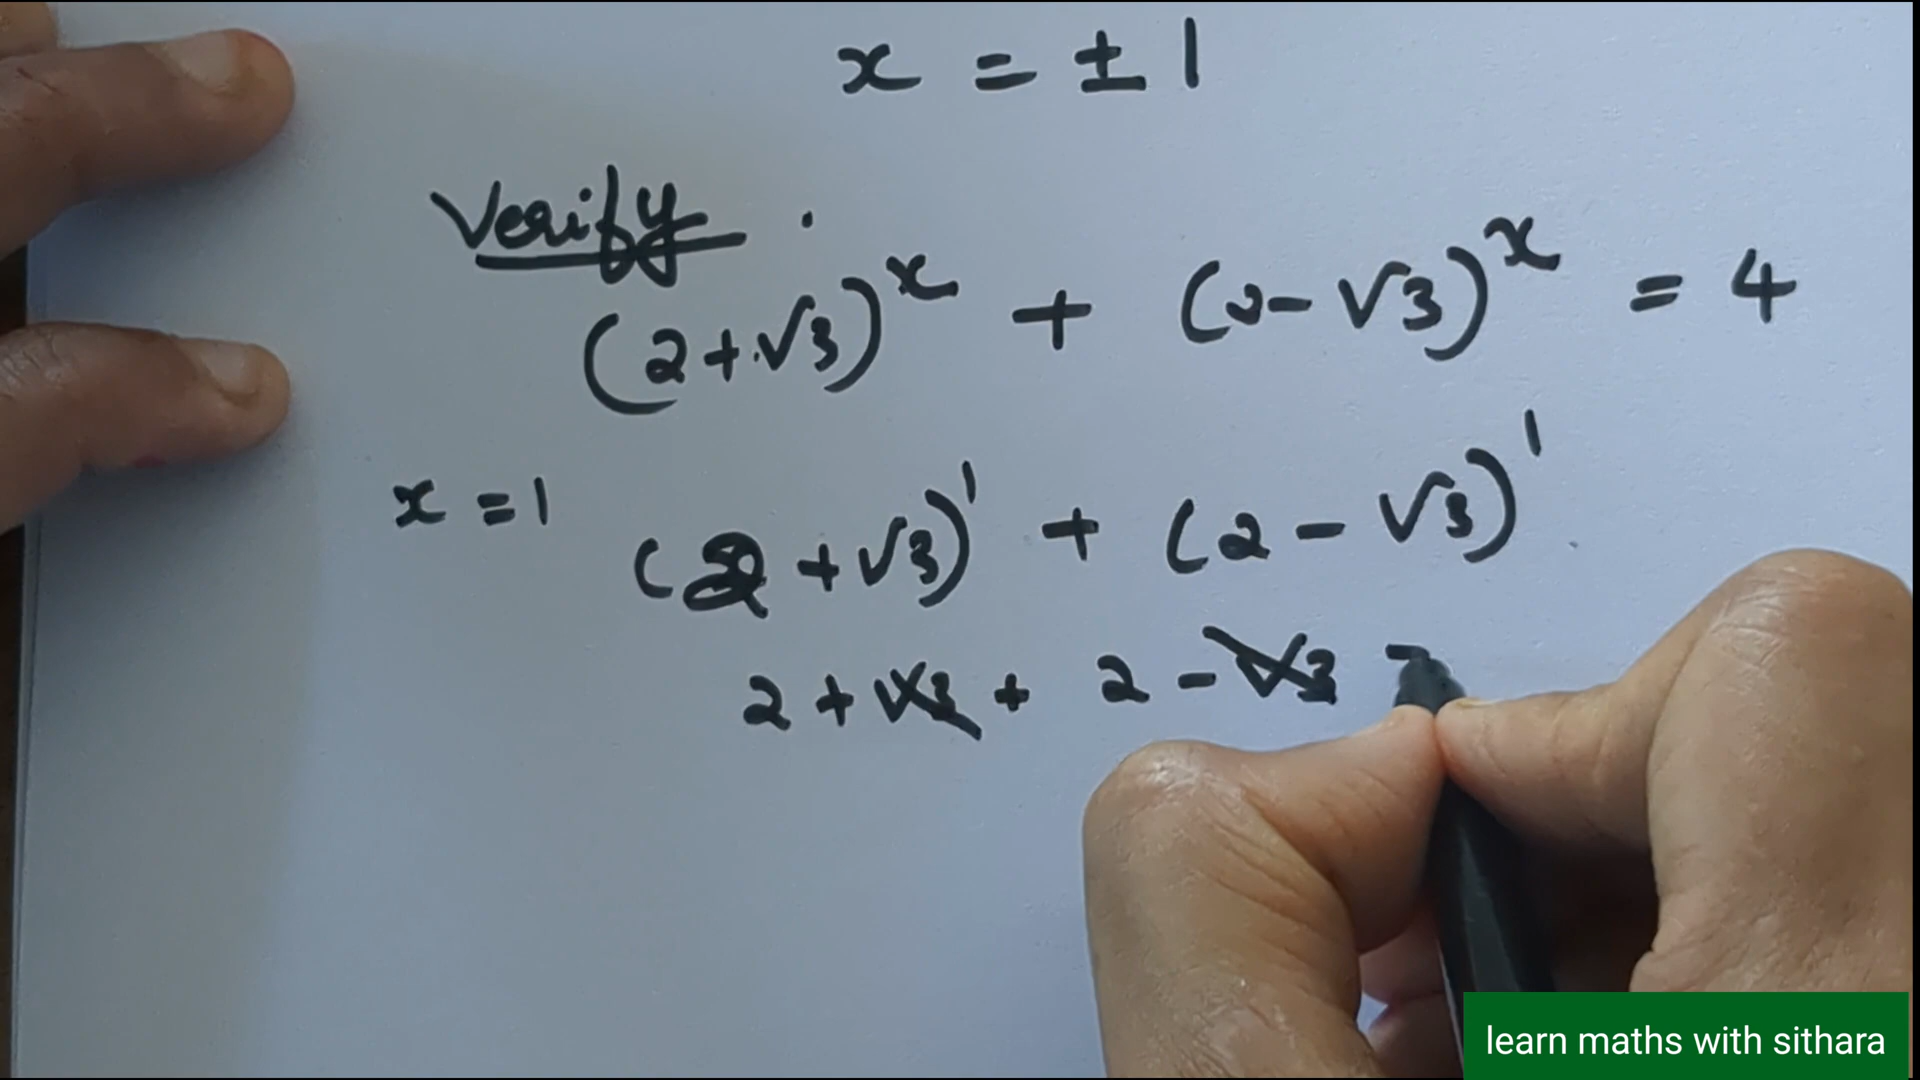 x = ± 1
Verify .
(2+√3)^x + (2-√3)^x = 4
x = 1 (2 + √3)^1 + (2 - √3)^1
2 + √3 + 2 - √3
learn maths with sithara